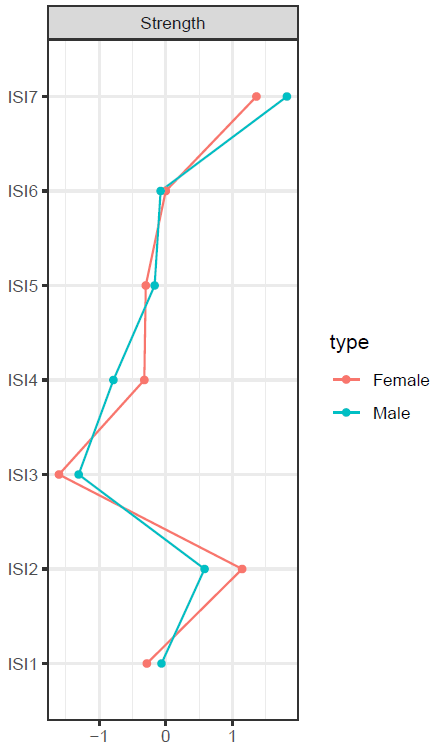 Strength
ISI7
ISI6
ISI5
ISI4
ISI3
ISI2
ISI1
−1 0 1
type
Female
Male